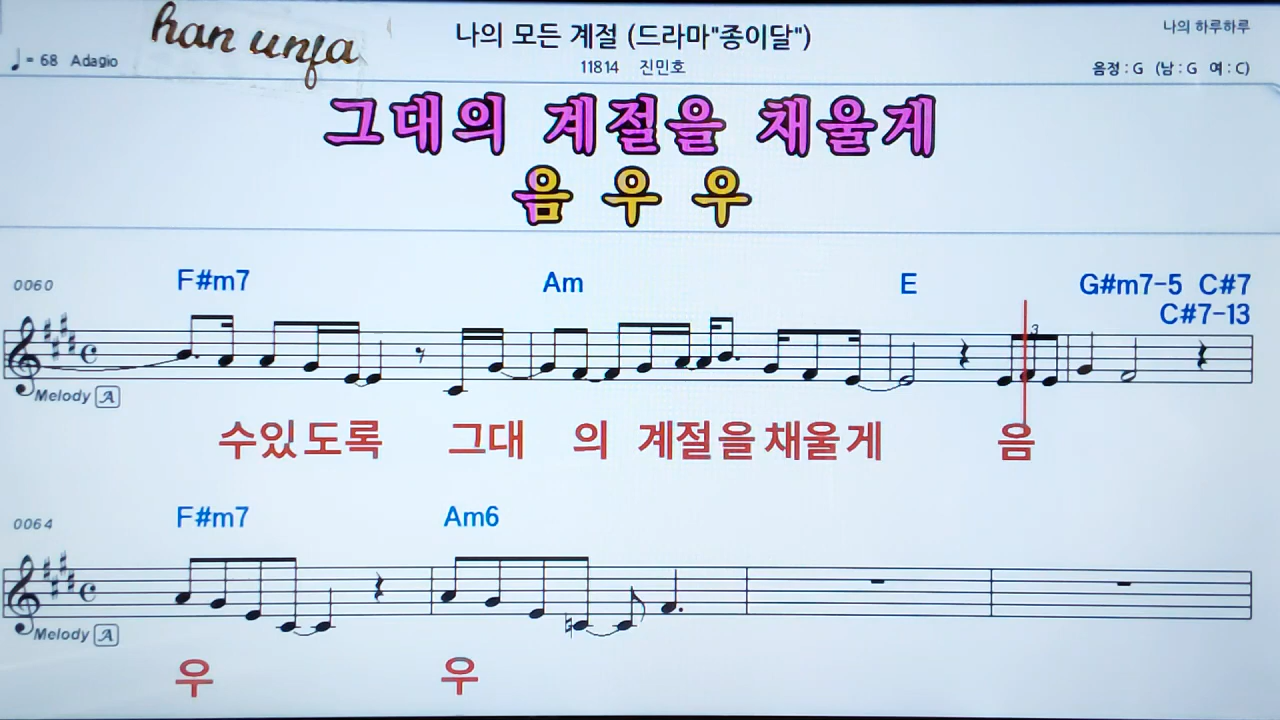 han unfa
나의 모든 계절 (드라마"종이달")
나의 하루하루
♩= 68 Adagio
11814 진민호
음정 : G (남 : G 여 : C)
그대의 계절을 채울게
음 우 우
0060 F#m7 Am E G#m7-5 C#7
C#7-13
3
Melody A
수있도록 그대 의 계절을채울게 음
0064 F#m7 Am6
Melody A
우 우